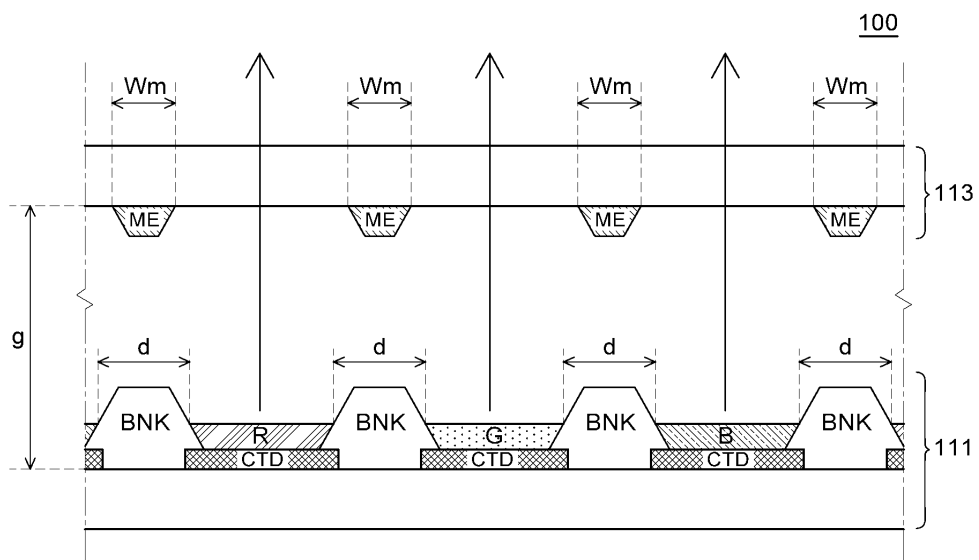 100
Wm Wm Wm Wm
113
ME ME ME ME
g
d d d d
BNK R BNK G BNK B BNK
CTD CTD CTD
111